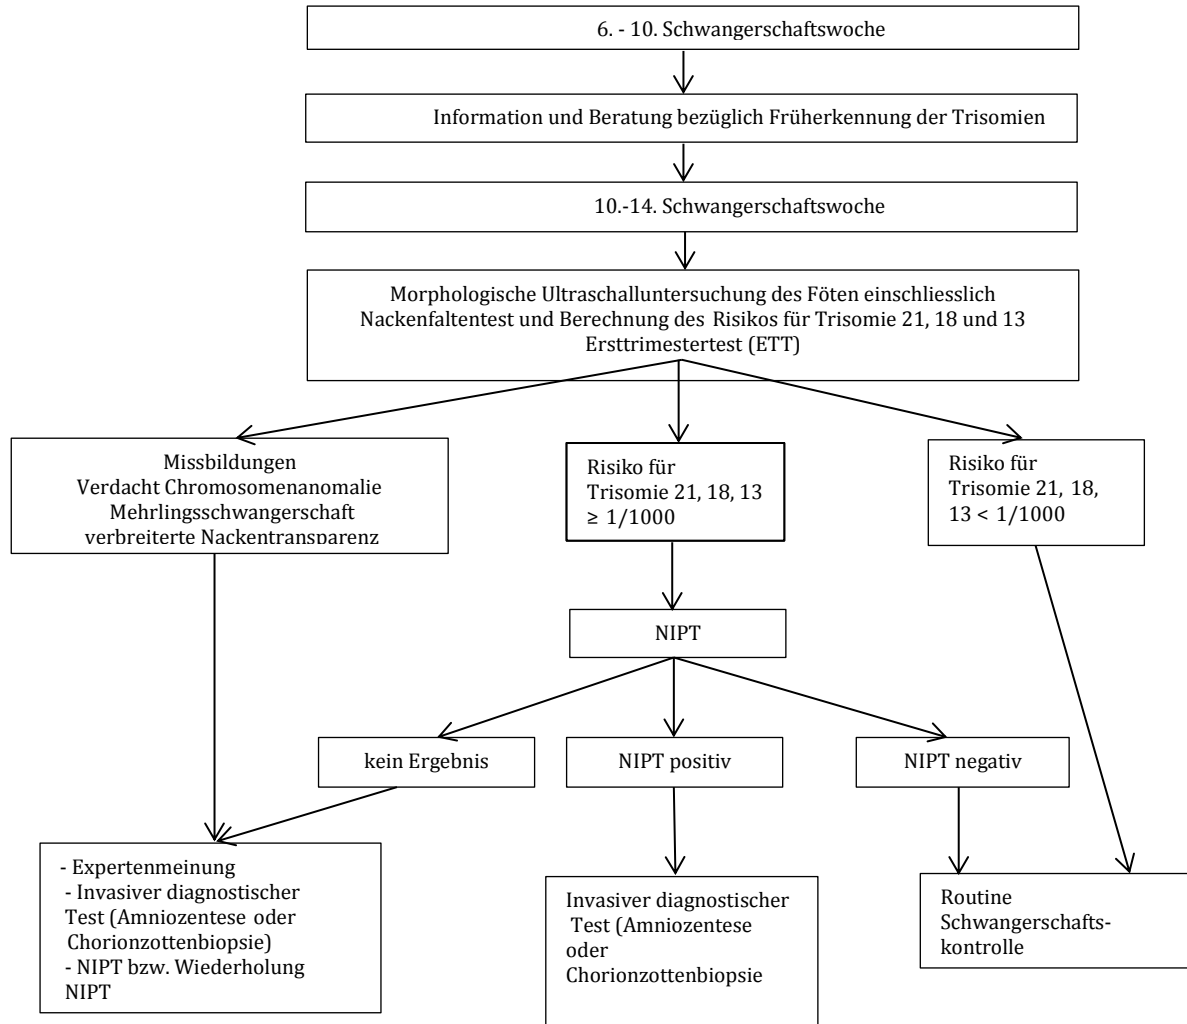 6. - 10. Schwangerschaftswoche
Information und Beratung bezüglich Früherkennung der Trisomien
10.-14. Schwangerschaftswoche
Morphologische Ultraschalluntersuchung des Föten einschliesslich
Nackenfaltentest und Berechnung des Risikos für Trisomie 21, 18 und 13
Ersttrimestertest (ETT)
Missbildungen
Verdacht Chromosomenanomalie
Mehrlingsschwangerschaft
verbreiterte Nackentransparenz
Risiko für
Trisomie 21, 18, 13
≥ 1/1000
Risiko für
Trisomie 21, 18,
13 < 1/1000
NIPT
kein Ergebnis
NIPT positiv
NIPT negativ
- Expertenmeinung
- Invasiver diagnostischer
Test (Amniozentese oder
Chorionzottenbiopsie)
- NIPT bzw. Wiederholung
NIPT
Invasiver diagnostischer
Test (Amniozentese
oder
Chorionzottenbiopsie
Routine
Schwangerschafts-
kontrolle